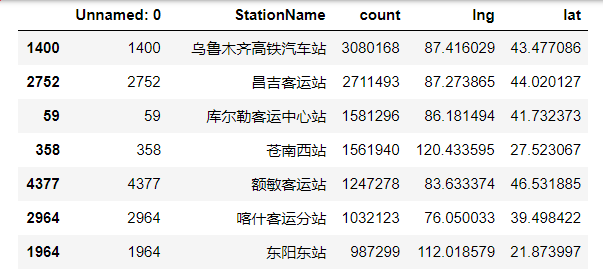 Unnamed: 0 StationName count lng lat
1400 1400 乌鲁木齐高铁汽车站 3080168 87.416029 43.477086
2752 2752 昌吉客运站 2711493 87.273865 44.020127
59 59 库尔勒客运中心站 1581296 86.181494 41.732373
358 358 苍南西站 1561940 120.433595 27.523067
4377 4377 额敏客运站 1247278 83.633374 46.531885
2964 2964 喀什客运分站 1032123 76.050033 39.498422
1964 1964 东阳东站 987299 112.018579 21.873997